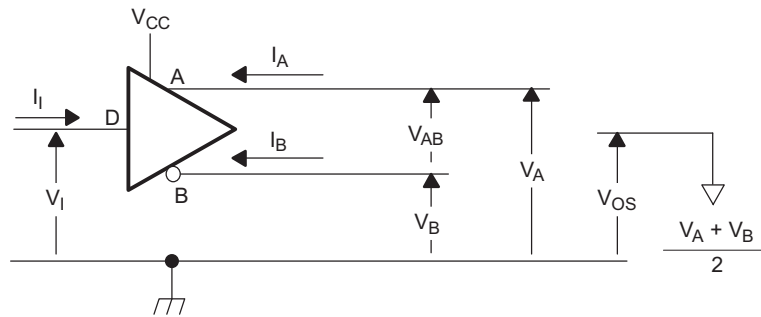 V_CC
I_A
A
I_I
D
I_B
V_AB
V_A
B
V_I
V_B
V_OS
V_A + V_B
2